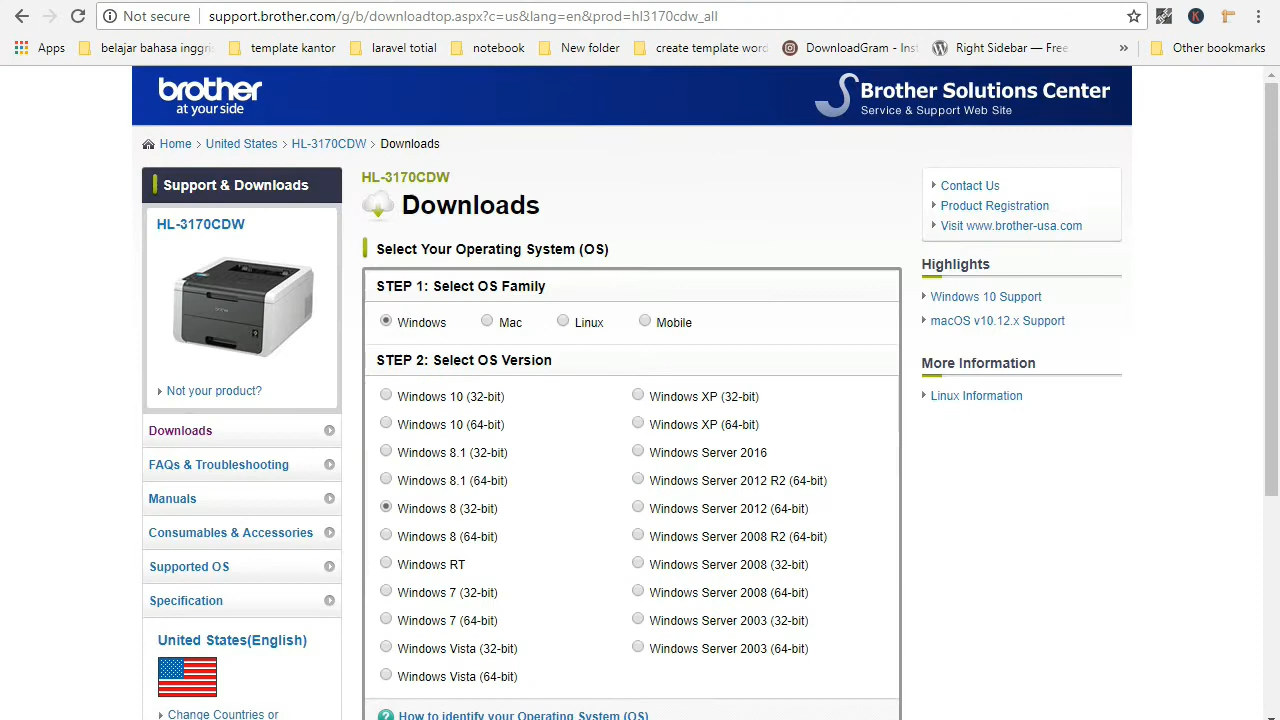 Not secure | support.brother.com/g/b/downloadtop.aspx?c=us&lang=en&prod=hl3170cdw_all
Apps belajar bahasa inggris template kantor laravel totial notebook New folder create template word DownloadGram - Inst Right Sidebar — Free » Other bookmarks
brother
at your side
Brother Solutions Center
Service & Support Web Site
Home > United States > HL-3170CDW > Downloads
Support & Downloads
HL-3170CDW
Not your product?
Downloads
FAQs & Troubleshooting
Manuals
Consumables & Accessories
Supported OS
Specification
United States(English)
Change Countries or
HL-3170CDW
Downloads
Select Your Operating System (OS)
STEP 1: Select OS Family
Windows Mac Linux Mobile
STEP 2: Select OS Version
Windows 10 (32-bit)
Windows 10 (64-bit)
Windows 8.1 (32-bit)
Windows 8.1 (64-bit)
Windows 8 (32-bit)
Windows 8 (64-bit)
Windows RT
Windows 7 (32-bit)
Windows 7 (64-bit)
Windows Vista (32-bit)
Windows Vista (64-bit)
Windows XP (32-bit)
Windows XP (64-bit)
Windows Server 2016
Windows Server 2012 R2 (64-bit)
Windows Server 2012 (64-bit)
Windows Server 2008 R2 (64-bit)
Windows Server 2008 (32-bit)
Windows Server 2008 (64-bit)
Windows Server 2003 (32-bit)
Windows Server 2003 (64-bit)
? How to identify your Operating System (OS)
Contact Us
Product Registration
Visit www.brother-usa.com
Highlights
Windows 10 Support
macOS v10.12.x Support
More Information
Linux Information